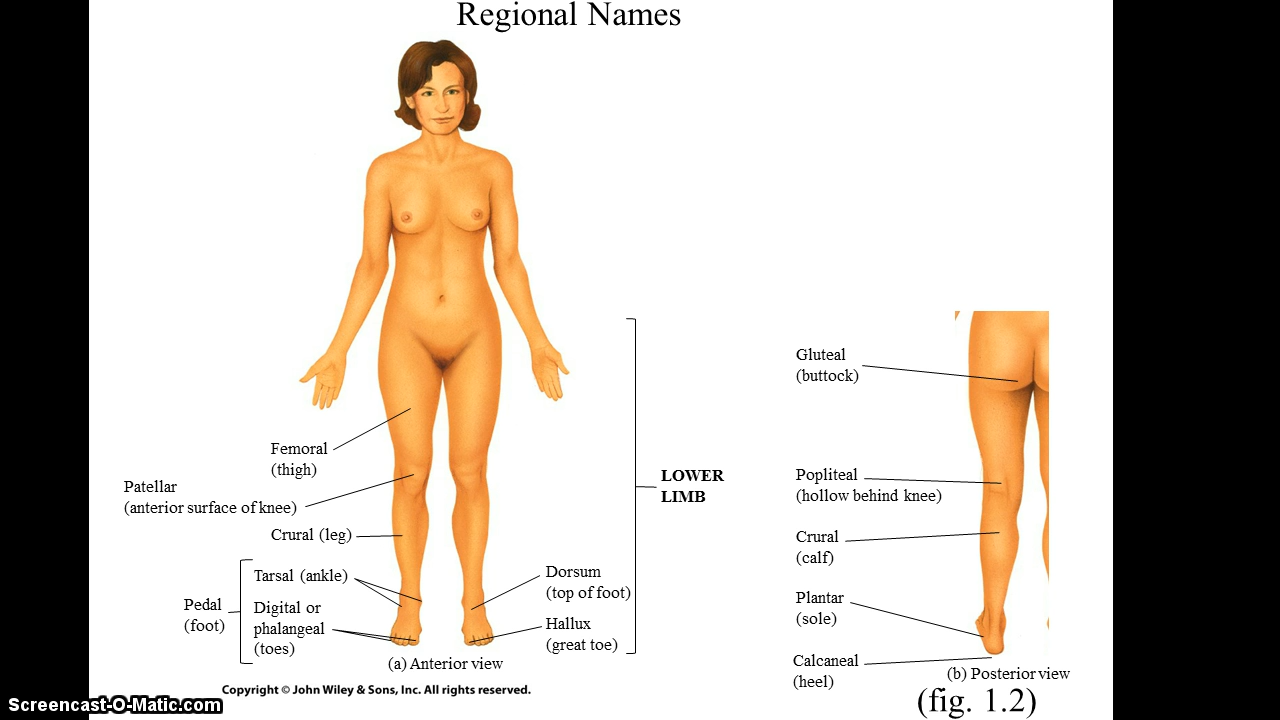 Regional Names
Femoral
(thigh)
Patellar
(anterior surface of knee)
Crural (leg)
Tarsal (ankle)
Pedal
(foot)
Digital or
phalangeal
(toes)
LOWER
LIMB
Dorsum
(top of foot)
Hallux
(great toe)
(a) Anterior view
Gluteal
(buttock)
Popliteal
(hollow behind knee)
Crural
(calf)
Plantar
(sole)
Calcaneal
(heel)
(b) Posterior view
(fig. 1.2)
Copyright © John Wiley & Sons, Inc. All rights reserved.
Screencast-O-Matic.com